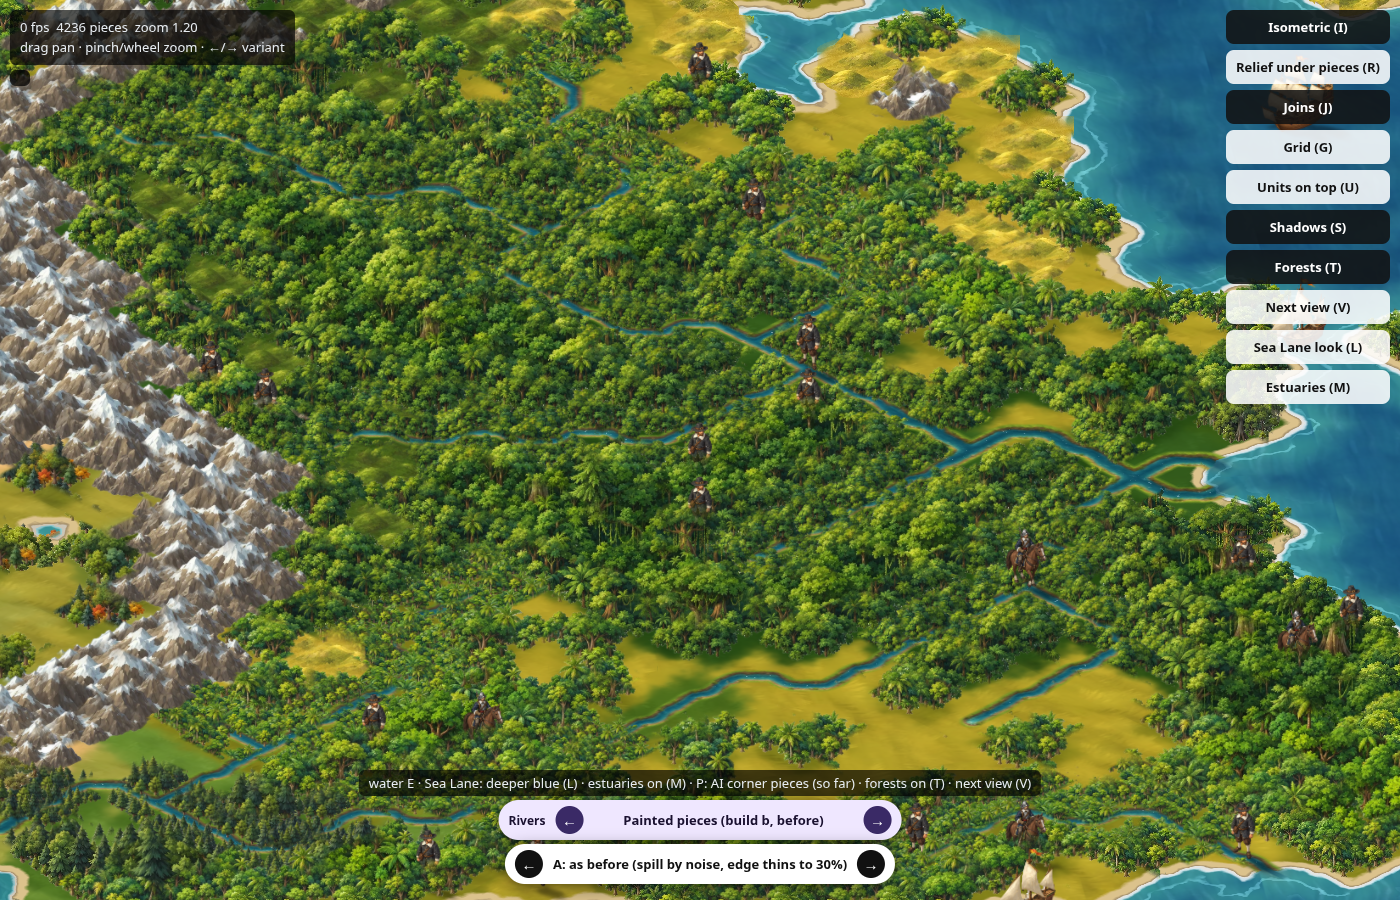 0 fps 4236 pieces zoom 1.20
drag pan · pinch/wheel zoom · ←/→ variant
Isometric (I)
Relief under pieces (R)
Joins (J)
Grid (G)
Units on top (U)
Shadows (S)
Forests (T)
Next view (V)
Sea Lane look (L)
Estuaries (M)
water E · Sea Lane: deeper blue (L) · estuaries on (M) · P: AI corner pieces (so far) · forests on (T) · next view (V)
Rivers ← Painted pieces (build b, before) →
← A: as before (spill by noise, edge thins to 30%) →